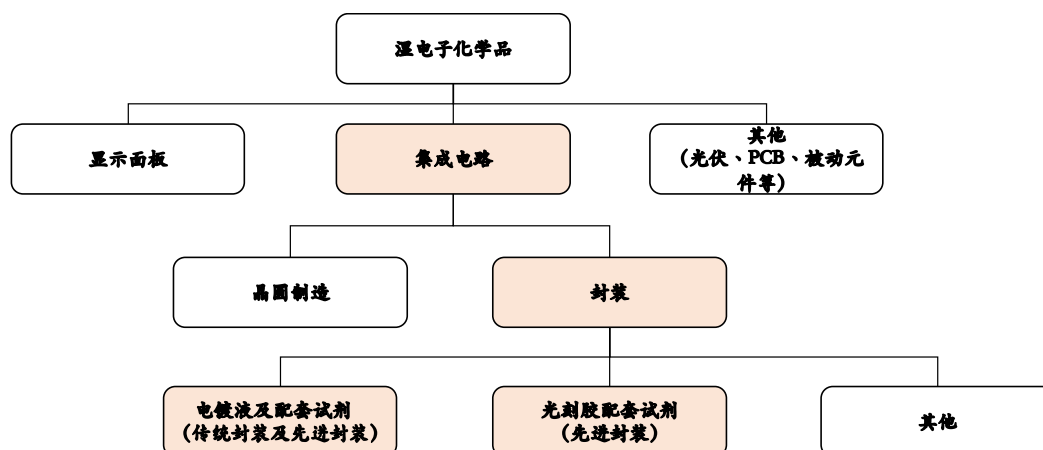 湿电子化学品
显示面板
集成电路
其他
（光伏、PCB、被动元
件等）
晶圆制造
封装
电镀液及配套试剂
（传统封装及先进封装）
光刻胶配套试剂
（先进封装）
其他